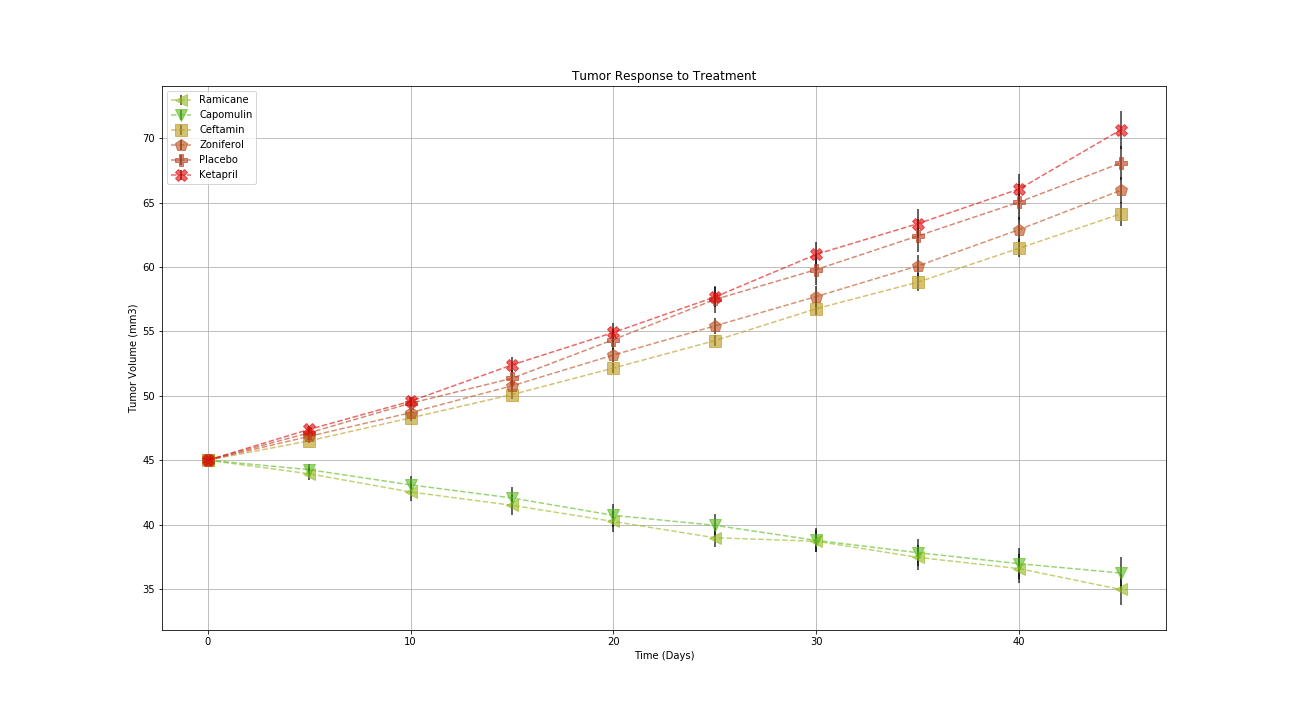 Tumor Response to Treatment
Ramicane
Capomulin
Ceftamin
Zoniferol
Placebo
Ketapril
70
65
60
55
50
45
40
35
Tumor Volume (mm3)
0 10 20 30 40
Time (Days)